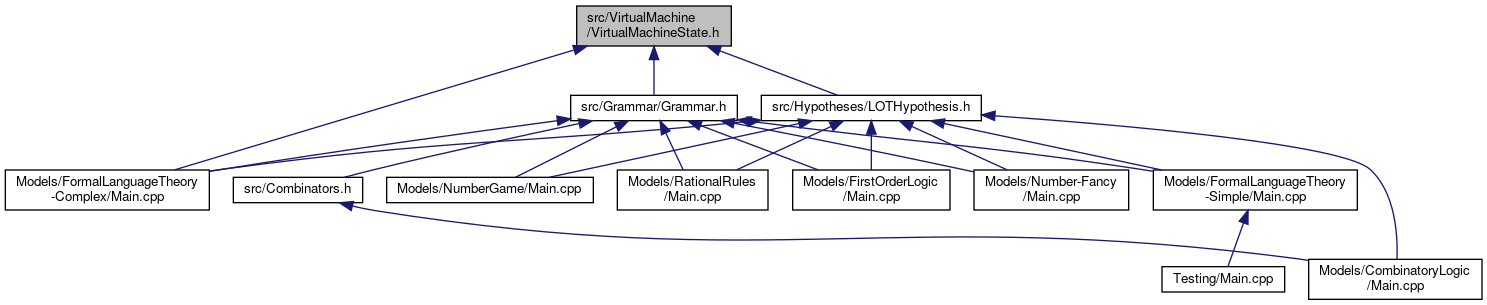 src/VirtualMachine
/VirtualMachineState.h
src/Grammar/Grammar.h
src/Hypotheses/LOTHypothesis.h
Models/FormalLanguageTheory
-Complex/Main.cpp
src/Combinators.h
Models/NumberGame/Main.cpp
Models/RationalRules
/Main.cpp
Models/FirstOrderLogic
/Main.cpp
Models/Number-Fancy
/Main.cpp
Models/FormalLanguageTheory
-Simple/Main.cpp
Testing/Main.cpp
Models/CombinatoryLogic
/Main.cpp